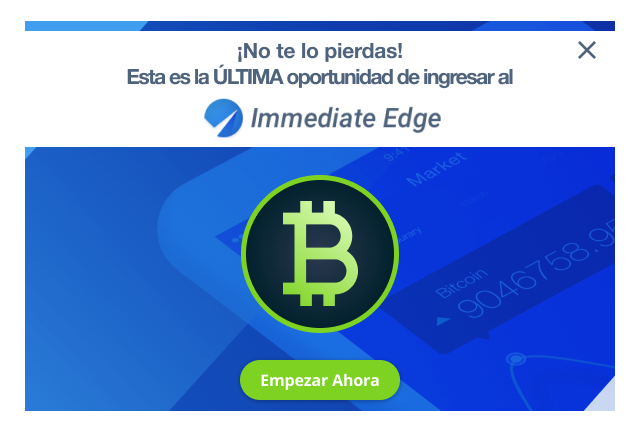 ¡No te lo pierdas!
Esta es la ÚLTIMA oportunidad de ingresar al
Immediate Edge
Market
Bitcoin
9046758.95
Empezar Ahora